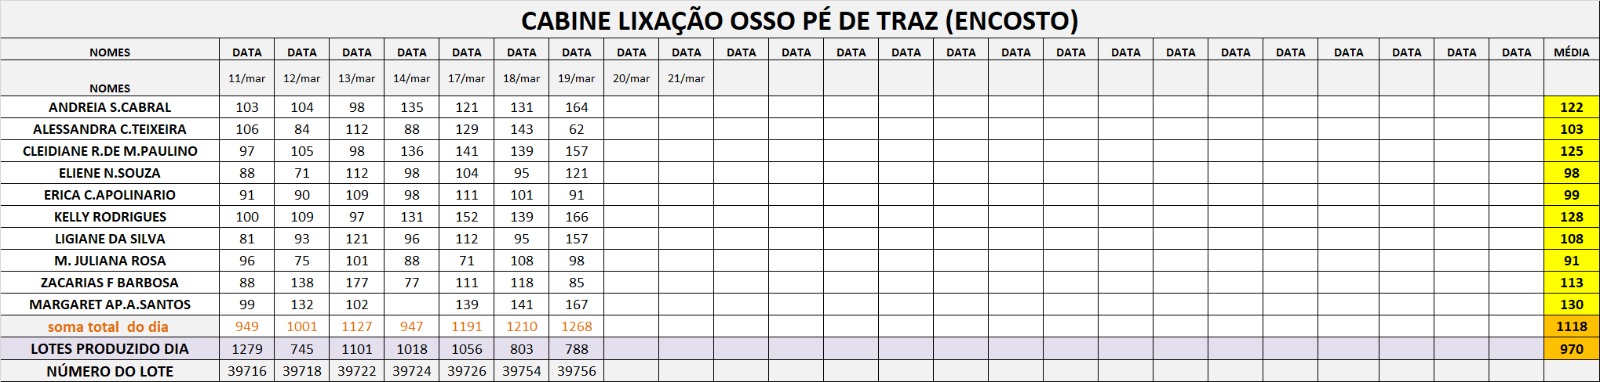 CABINE LIXAÇÃO OSSO PÉ DE TRAZ (ENCOSTO)
NOMES DATA DATA DATA DATA DATA DATA DATA DATA DATA DATA DATA DATA DATA DATA DATA DATA DATA DATA DATA DATA DATA DATA DATA DATA MÉDIA
NOMES 11/mar 12/mar 13/mar 14/mar 17/mar 18/mar 19/mar 20/mar 21/mar
ANDREIA S.CABRAL 103 104 98 135 121 131 164 122
ALESSANDRA C.TEIXEIRA 106 84 112 88 129 143 62 103
CLEIDIANE R.DE M.PAULINO 97 105 98 136 141 139 157 125
ELIENE N.SOUZA 88 71 112 98 104 95 121 98
ERICA C.APOLINARIO 91 90 109 98 111 101 91 99
KELLY RODRIGUES 100 109 97 131 152 139 166 128
LIGIANE DA SILVA 81 93 121 96 112 95 157 108
M. JULIANA ROSA 96 75 101 88 71 108 98 91
ZACARIAS F BARBOSA 88 138 177 77 111 118 85 113
MARGARET AP.A.SANTOS 99 132 102 139 141 167 130
soma total do dia 949 1001 1127 947 1191 1210 1268 1118
LOTES PRODUZIDO DIA 1279 745 1101 1018 1056 803 788 970
NÚMERO DO LOTE 39716 39718 39722 39724 39726 39754 39756